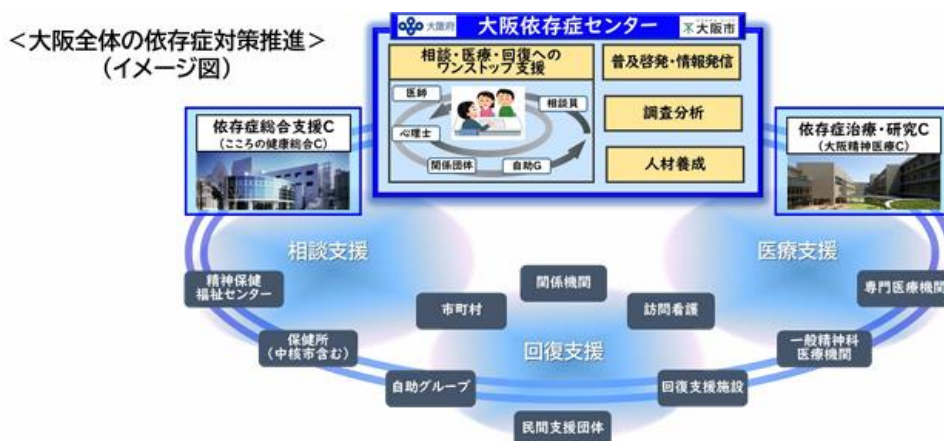 ＜大阪全体の依存症対策推進＞
（イメージ図）
大阪府
大阪依存症センター
大阪市
相談・医療・回復への
ワンストップ支援
医師
相談員
心理士
関係団体
自助G
普及啓発・情報発信
調査分析
人材養成
依存症総合支援C
（こころの健康総合C）
依存症治療・研究C
（大阪精神医療C）
相談支援
医療支援
回復支援
精神保健
福祉センター
市町村
関係機関
訪問看護
専門医療機関
保健所
（中核市含む）
一般精神科
医療機関
自助グループ
回復支援施設
民間支援団体